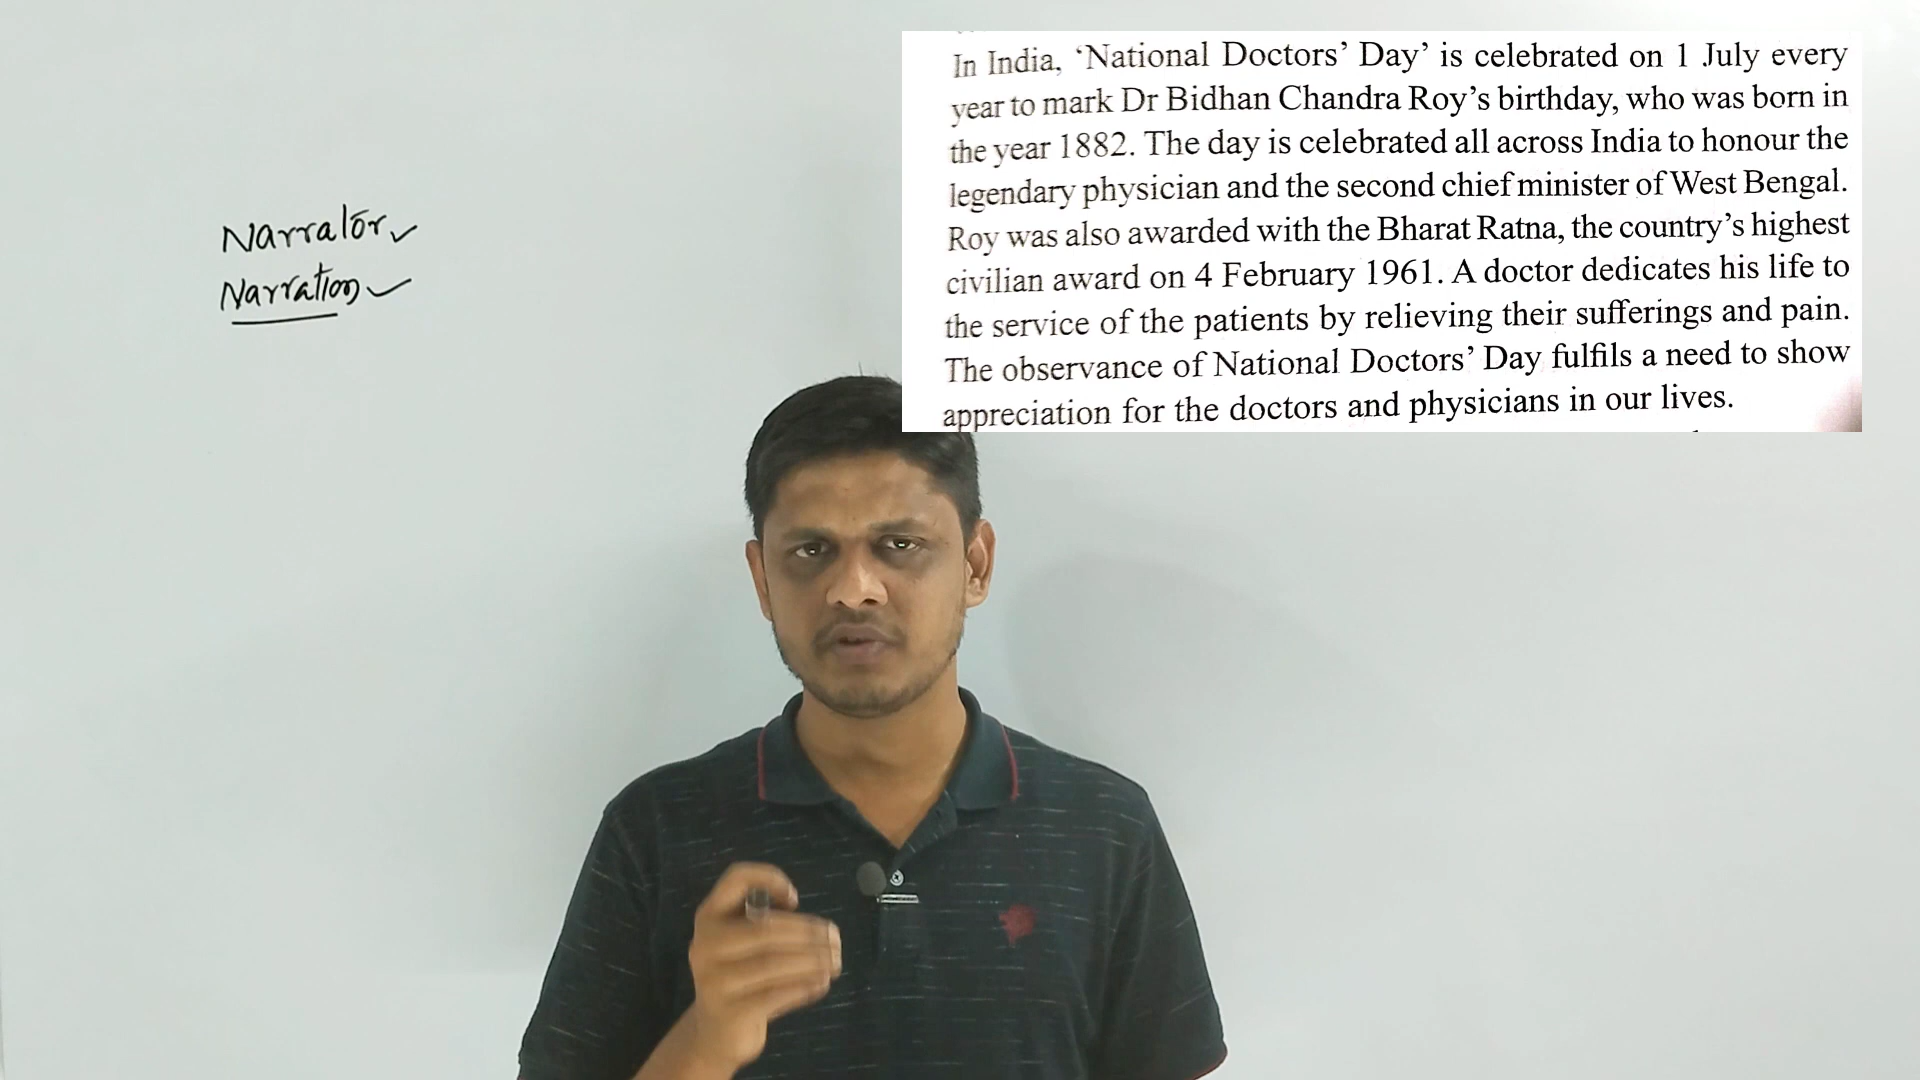 Narrator
Narration
In India, ‘National Doctors’ Day’ is celebrated on 1 July every
year to mark Dr Bidhan Chandra Roy’s birthday, who was born in
the year 1882. The day is celebrated all across India to honour the
legendary physician and the second chief minister of West Bengal.
Roy was also awarded with the Bharat Ratna, the country’s highest
civilian award on 4 February 1961. A doctor dedicates his life to
the service of the patients by relieving their sufferings and pain.
The observance of National Doctors’ Day fulfils a need to show
appreciation for the doctors and physicians in our lives.